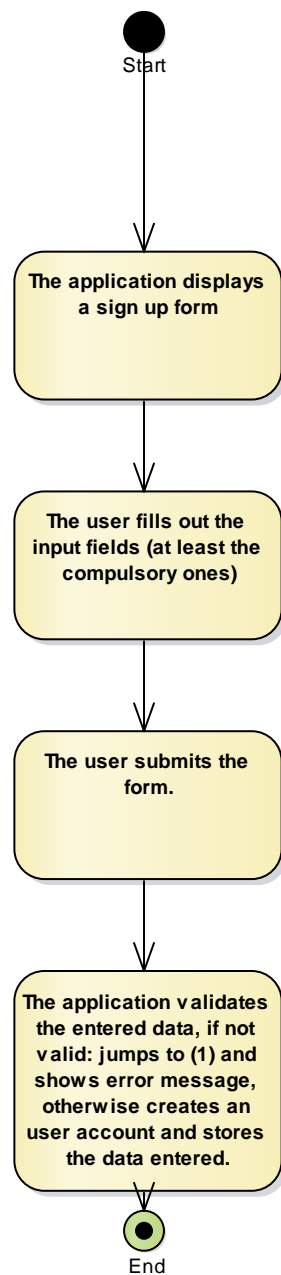 Start
The application displays
a sign up form
The user fills out the
input fields (at least the
compulsory ones)
The user submits the
form.
The application validates
the entered data, if not
valid: jumps to (1) and
shows error message,
otherwise creates an
user account and stores
the data entered.
End